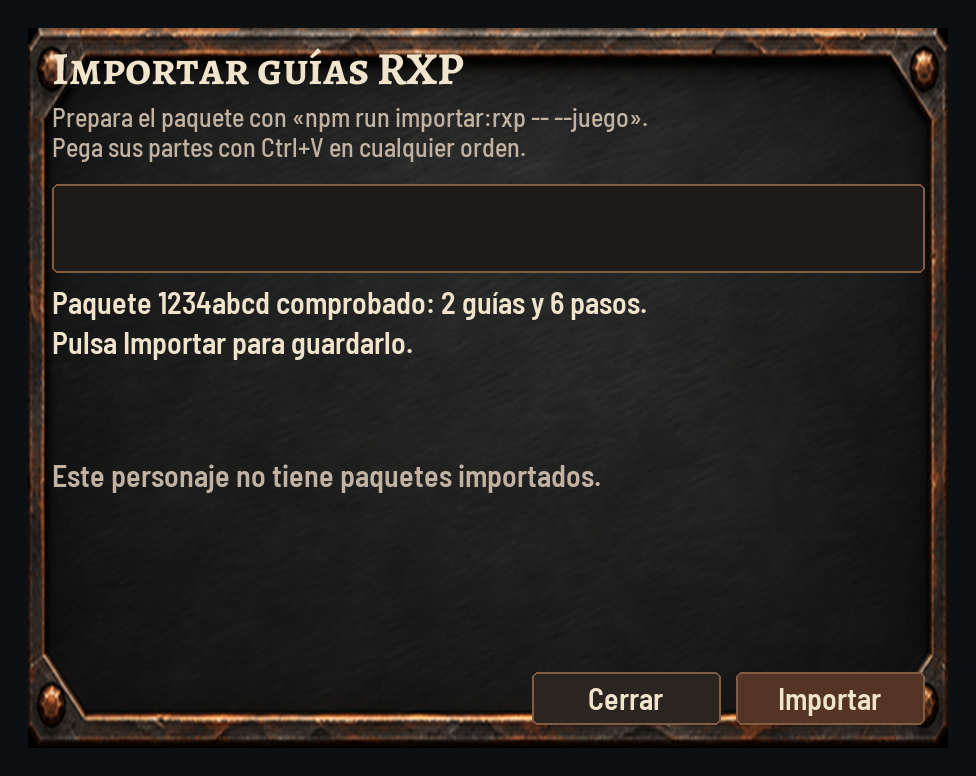 Importar guías RXP
Prepara el paquete con «npm run importar:rxp -- --juego».
Pega sus partes con Ctrl+V en cualquier orden.
Paquete 1234abcd comprobado: 2 guías y 6 pasos.
Pulsa Importar para guardarlo.
Este personaje no tiene paquetes importados.
Cerrar
Importar